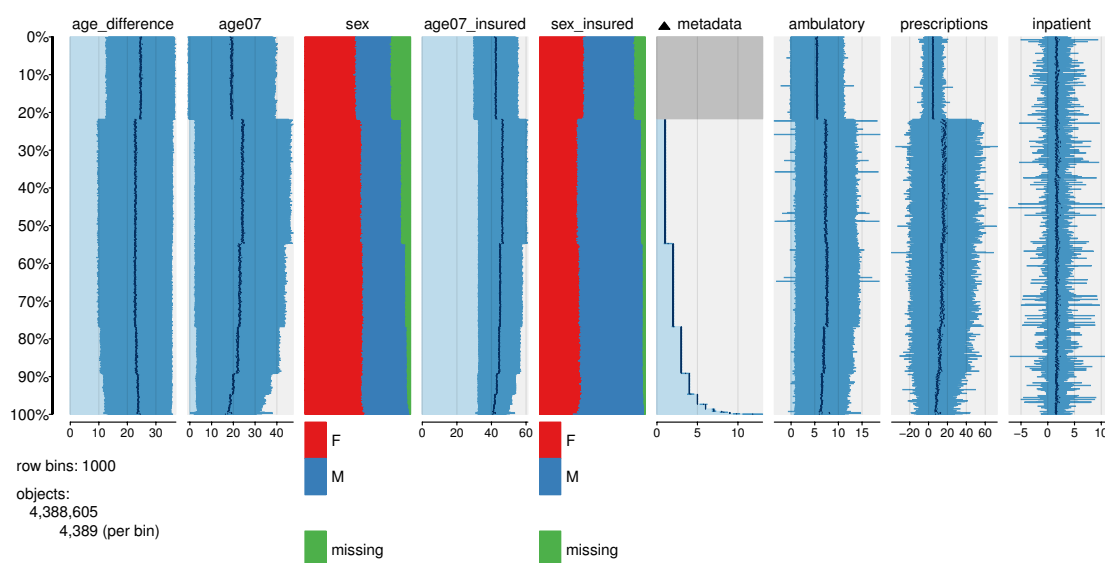 age_difference age07 sex age07_insured sex_insured ▲ metadata ambulatory prescriptions inpatient
0%
10%
20%
30%
40%
50%
60%
70%
80%
90%
100%
0 10 20 30 0 10 20 30 40 0 20 40 60 0 5 10 0 5 10 15 −20 0 20 40 60 −5 0 5 10
F F
row bins: 1000
M M
objects:
4,388,605
4,389 (per bin)
missing missing